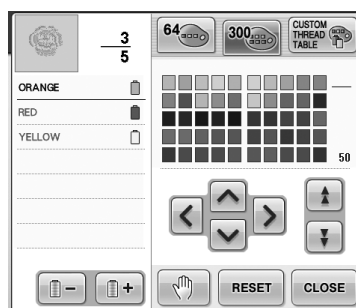 3
5
64
300
CUSTOM
THREAD
TABLE
ORANGE
RED
YELLOW
50
RESET
CLOSE